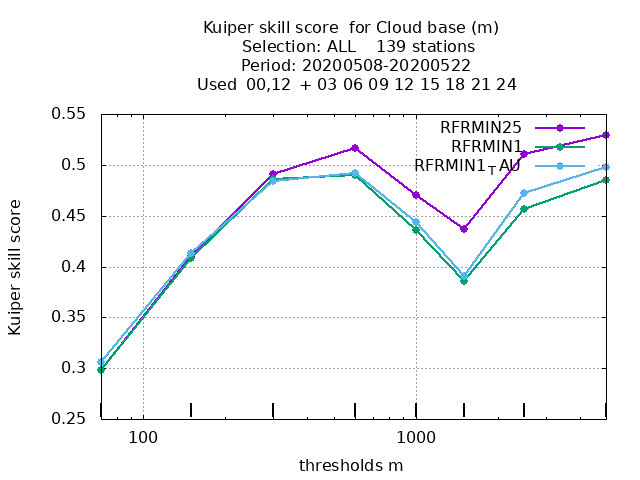 Kuiper skill score  for Cloud base (m)
Selection: ALL    139 stations
Period: 20200508-20200522
Used  00,12  + 03 06 09 12 15 18 21 24
RFRMIN25
RFRMIN1
RFRMIN1TAU
0.55
0.5
0.45
0.4
0.35
0.3
0.25
Kuiper skill score
100
1000
thresholds m